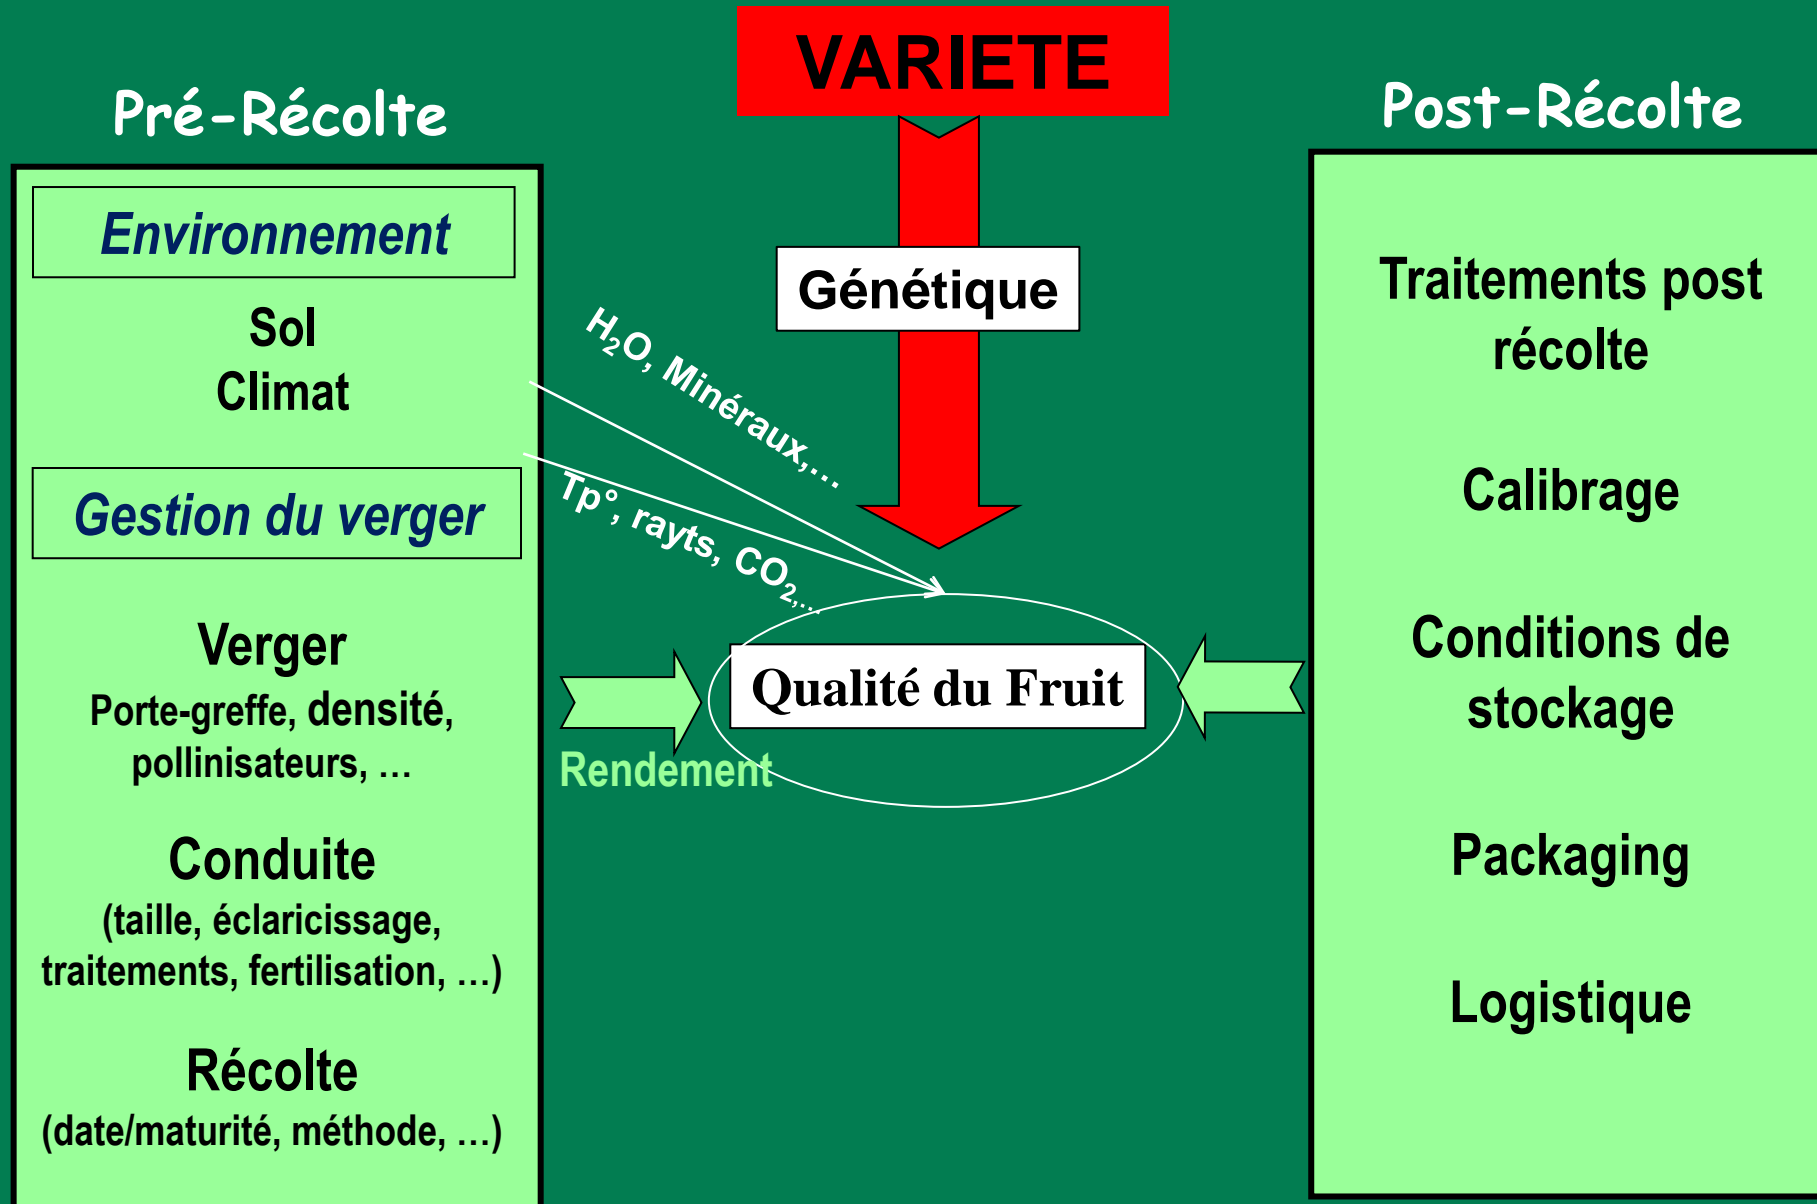 VARIETE
Pré-Récolte
Environnement
Sol
Climat
Gestion du verger
Verger
Porte-greffe, densité,
pollinisateurs, …
Conduite
(taille, éclaricissage,
traitements, fertilisation, …)
Récolte
(date/maturité, méthode, …)
Génétique
H₂O, Minéraux,…
Tp°, rayts, CO₂,…
Qualité du Fruit
Rendement
Post-Récolte
Traitements post
récolte
Calibrage
Conditions de
stockage
Packaging
Logistique